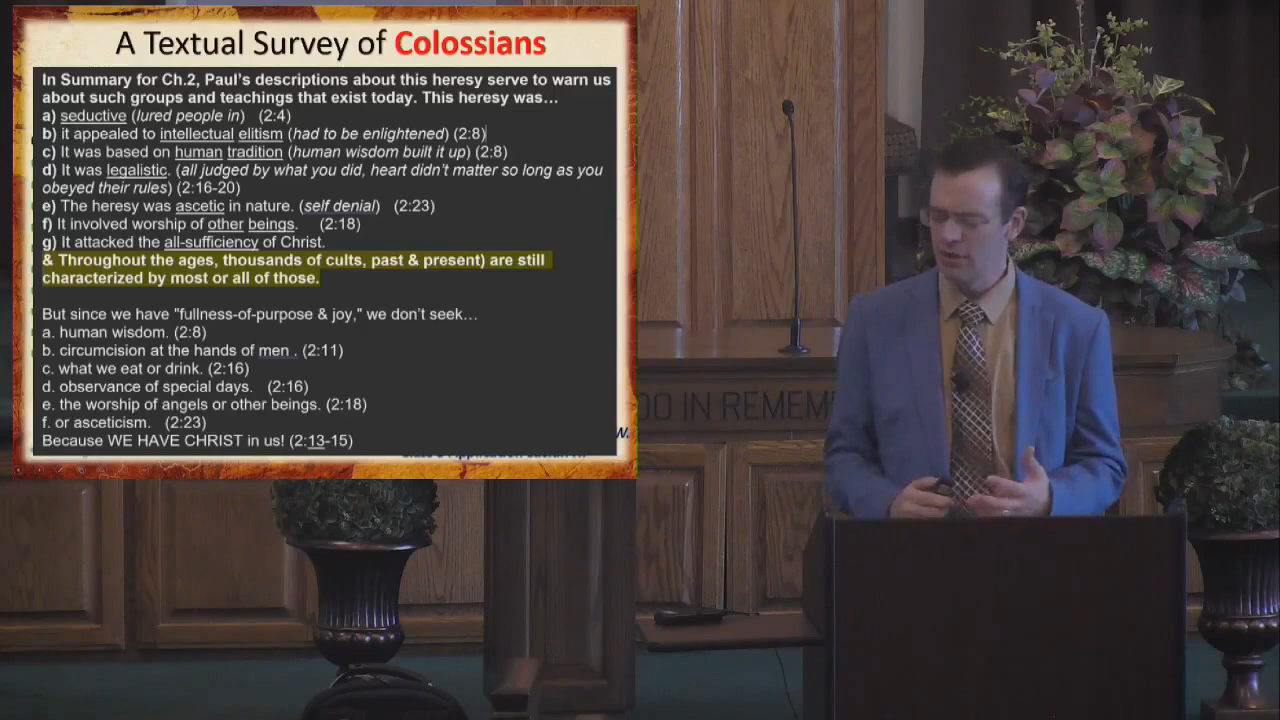 A Textual Survey of Colossians
In Summary for Ch.2, Paul's descriptions about this heresy serve to warn us
about such groups and teachings that exist today. This heresy was…
a) seductive (lured people in) (2:4)
b) it appealed to intellectual elitism (had to be enlightened) (2:8)
c) It was based on human tradition (human wisdom built it up) (2:8)
d) It was legalistic. (all judged by what you did, heart didn't matter so long as you
obeyed their rules) (2:16-20)
e) The heresy was ascetic in nature. (self denial) (2:23)
f) It involved worship of other beings. (2:18)
g) It attacked the all-sufficiency of Christ.
& Throughout the ages, thousands of cults, past & present) are still
characterized by most or all of those.
But since we have "fullness-of-purpose & joy," we don't seek…
a. human wisdom. (2:8)
b. circumcision at the hands of men . (2:11)
c. what we eat or drink. (2:16)
d. observance of special days. (2:16)
e. the worship of angels or other beings. (2:18)
f. or asceticism. (2:23)
Because WE HAVE CHRIST in us! (2:13-15)
W.
DO IN REMEM